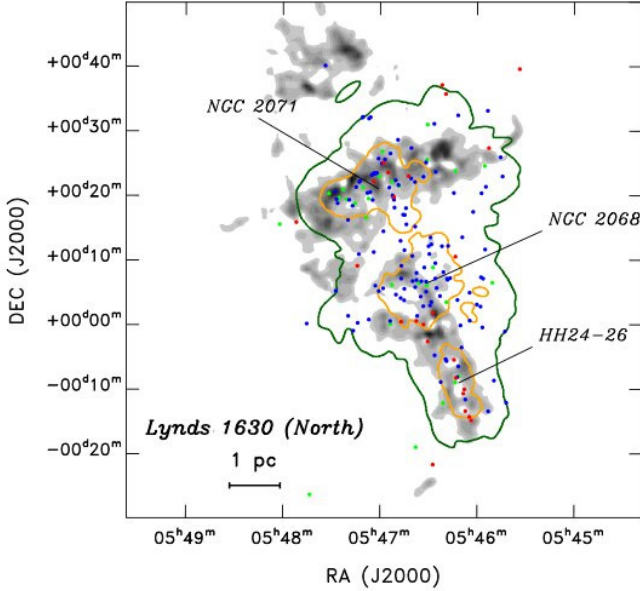 +00ᵈ40ᵐ
NGC 2071
+00ᵈ30ᵐ
+00ᵈ20ᵐ
NGC 2068
+00ᵈ10ᵐ
DEC (J2000)
+00ᵈ00ᵐ
HH24-26
-00ᵈ10ᵐ
Lynds 1630 (North)
-00ᵈ20ᵐ
1 pc
05ʰ49ᵐ 05ʰ48ᵐ 05ʰ47ᵐ 05ʰ46ᵐ 05ʰ45ᵐ
RA (J2000)